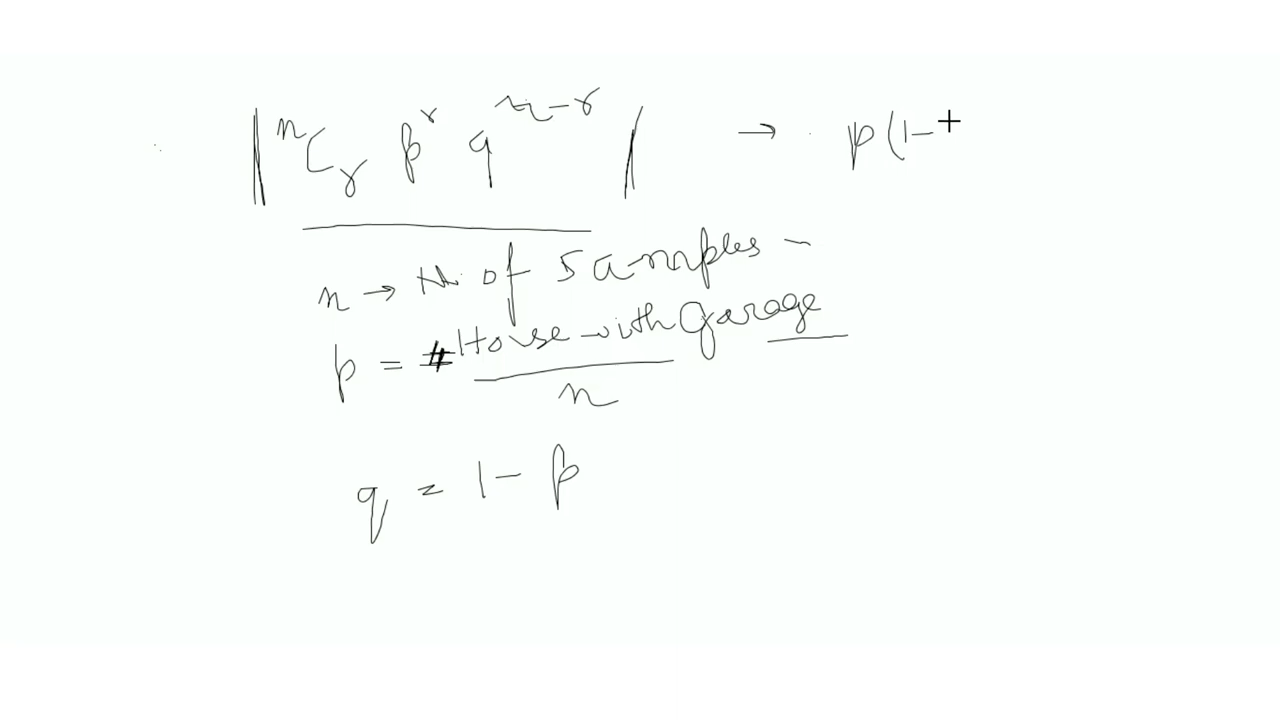 |ⁿCᵣ pʳ qⁿ⁻ʳ| → p(1-
n → No. of samples -
p = # House with Garage / n
q = 1 - p